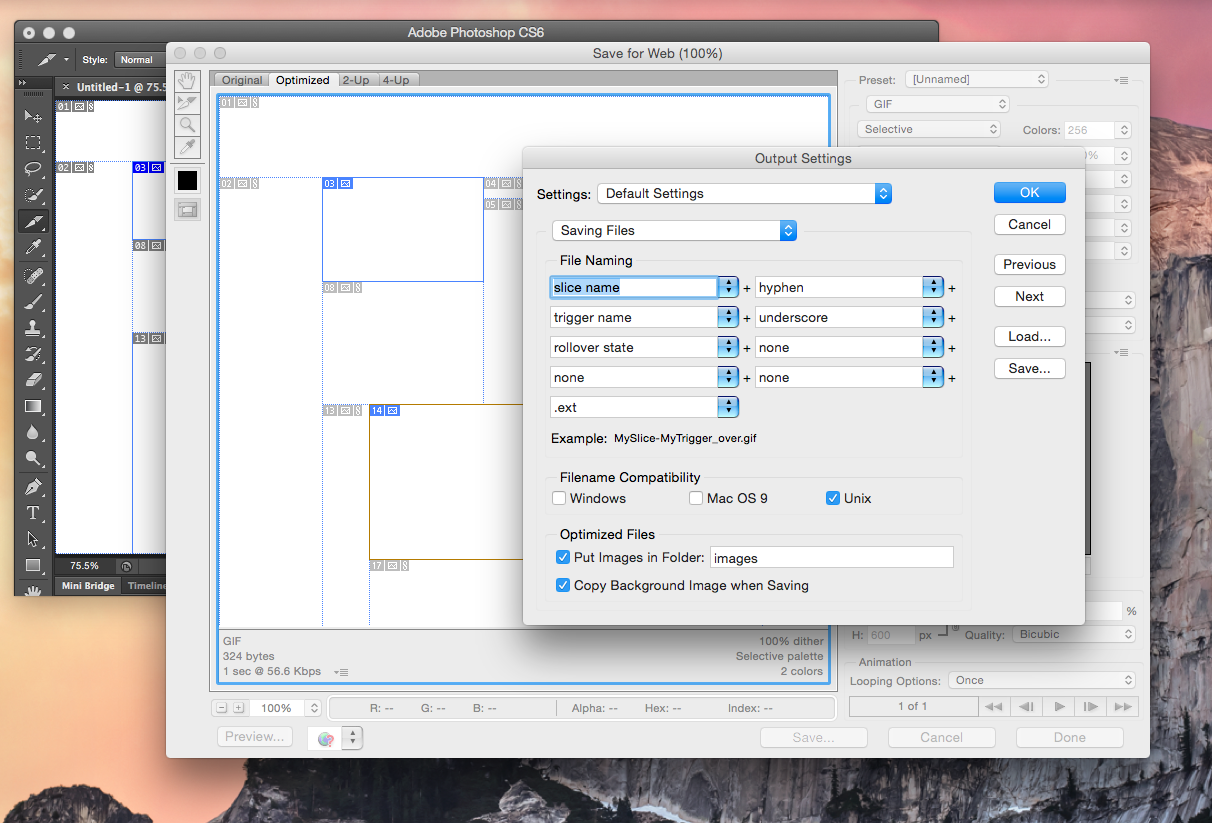 Adobe Photoshop CS6
Save for Web (100%)
Style: Normal
Untitled-1 @ 75.5
Original Optimized 2-Up 4-Up
Preset: [Unnamed]
GIF
Selective
Colors: 256
01
01
02
03
02
03
04
05
08
08
13
13
14
17
Output Settings
Settings: Default Settings
OK
Saving Files
Cancel
File Naming
Previous
slice name + hyphen +
Next
trigger name + underscore +
Load...
rollover state + none +
Save...
none + none +
.ext
Example: MySlice-MyTrigger_over.gif
Filename Compatibility
Windows Mac OS 9 Unix
Optimized Files
Put Images in Folder: images
Copy Background Image when Saving
75.5%
Mini Bridge Timeline
%
H: 600 px Quality: Bicubic
GIF 100% dither
324 bytes Selective palette
1 sec @ 56.6 Kbps 2 colors
Animation
Looping Options: Once
100% R: -- G: -- B: -- Alpha: -- Hex: -- Index: --
1 of 1
Preview... Save... Cancel Done